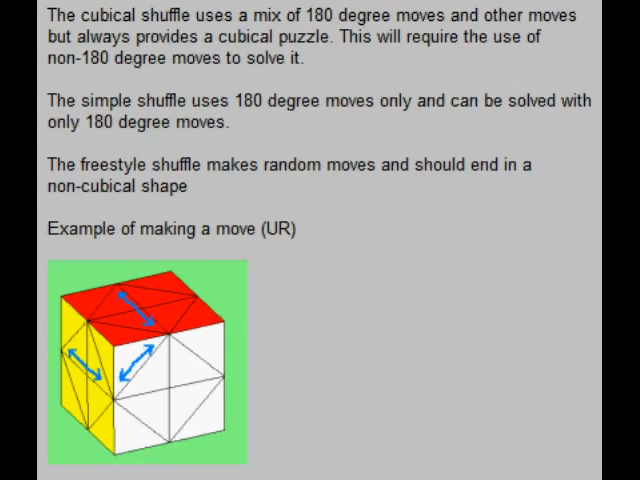 The cubical shuffle uses a mix of 180 degree moves and other moves
but always provides a cubical puzzle. This will require the use of
non-180 degree moves to solve it.
The simple shuffle uses 180 degree moves only and can be solved with
only 180 degree moves.
The freestyle shuffle makes random moves and should end in a
non-cubical shape
Example of making a move (UR)